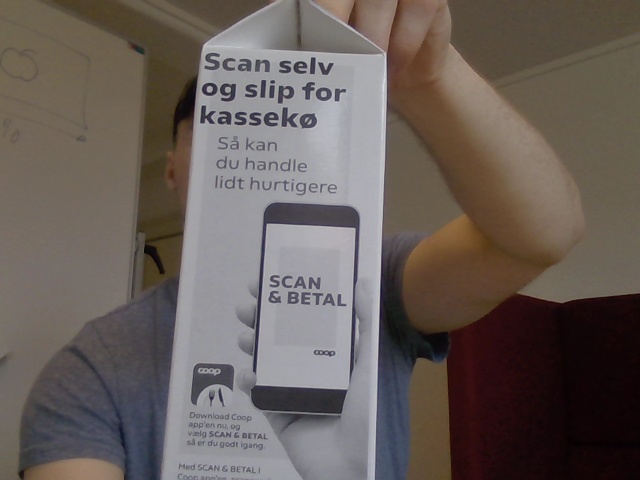 Scan selv
og slip for
kassekø
Så kan
du handle
lidt hurtigere
SCAN
& BETAL
coop
coop
Download Coop
app'en nu, og
vælg SCAN & BETAL
så er du godt igang.
Med SCAN & BETAL I